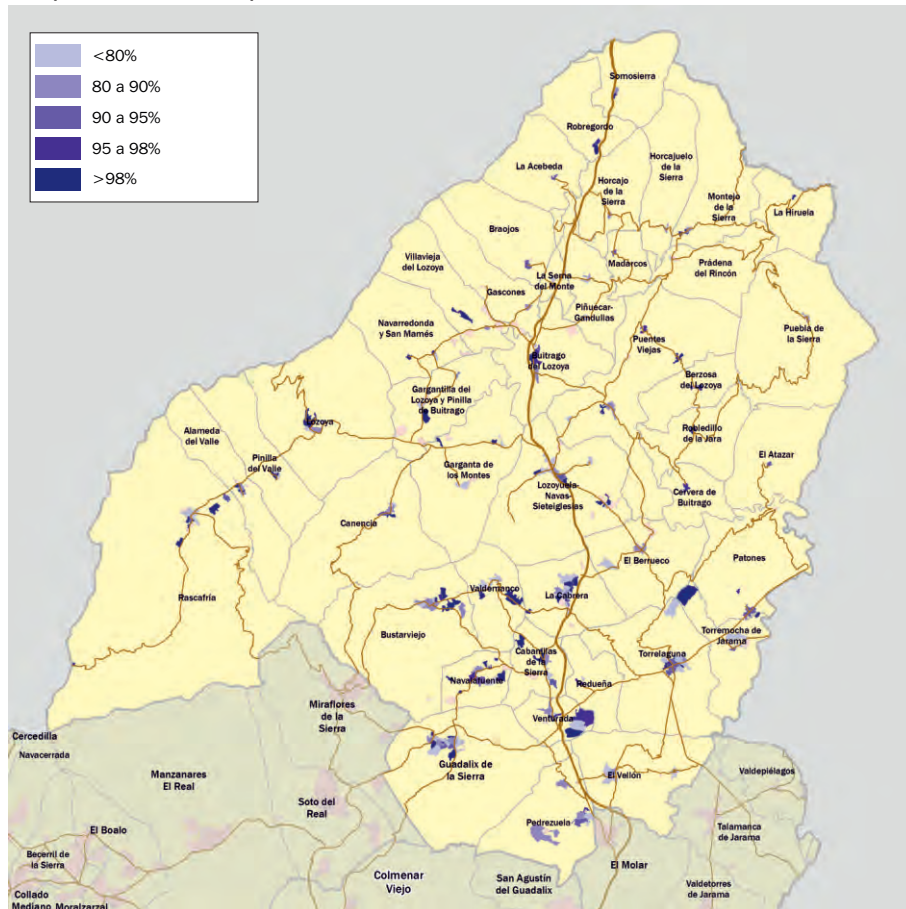 <80%
80 a 90%
90 a 95%
95 a 98%
>98%
Somosierra
Robregordo
La Acebeda
Horcajuelo
de la
Sierra
Horcajo
de la
Sierra
Montejo
de la
Sierra
La Hiruela
Braojos
Villavieja
del Lozoya
Madarcos
Prádena
del Rincón
La Serna
del Monte
Gascones
Piñuecar-
Gandullas
Navarredonda
y San Mamés
Puentes
Viejas
Puebla de
la Sierra
Buitrago
del Lozoya
Berzosa
del Lozoya
Gargantilla del
Lozoya y Pinilla
de Buitrago
Lozoya
Alameda
del Valle
Robledillo
de la Jara
Pinilla
del Valle
El Atazar
Garganta de
los Montes
Lozoyuela-
Navas-
Sieteiglesias
Cervera de
Buitrago
Canencia
El Berrueco
Patones
Rascafría
Valdemanco
La Cabrera
Bustarviejo
Torremocha de
Jarama
Cabanillas
de la
Sierra
Torrelaguna
Navalafuente
Redueña
Miraflores
de la
Sierra
Venturada
Cercedilla
Navacerrada
Guadalix de
la Sierra
El Vellón
Valdepiélagos
Manzanares
El Real
Soto del
Real
Pedrezuela
El Boalo
Talamanca
de Jarama
Becerril de
la Sierra
El Molar
Colmenar
Viejo
San Agustín
del Guadalix
Valdetorres
de Jarama
Collado
Mediano
Moralzarzal